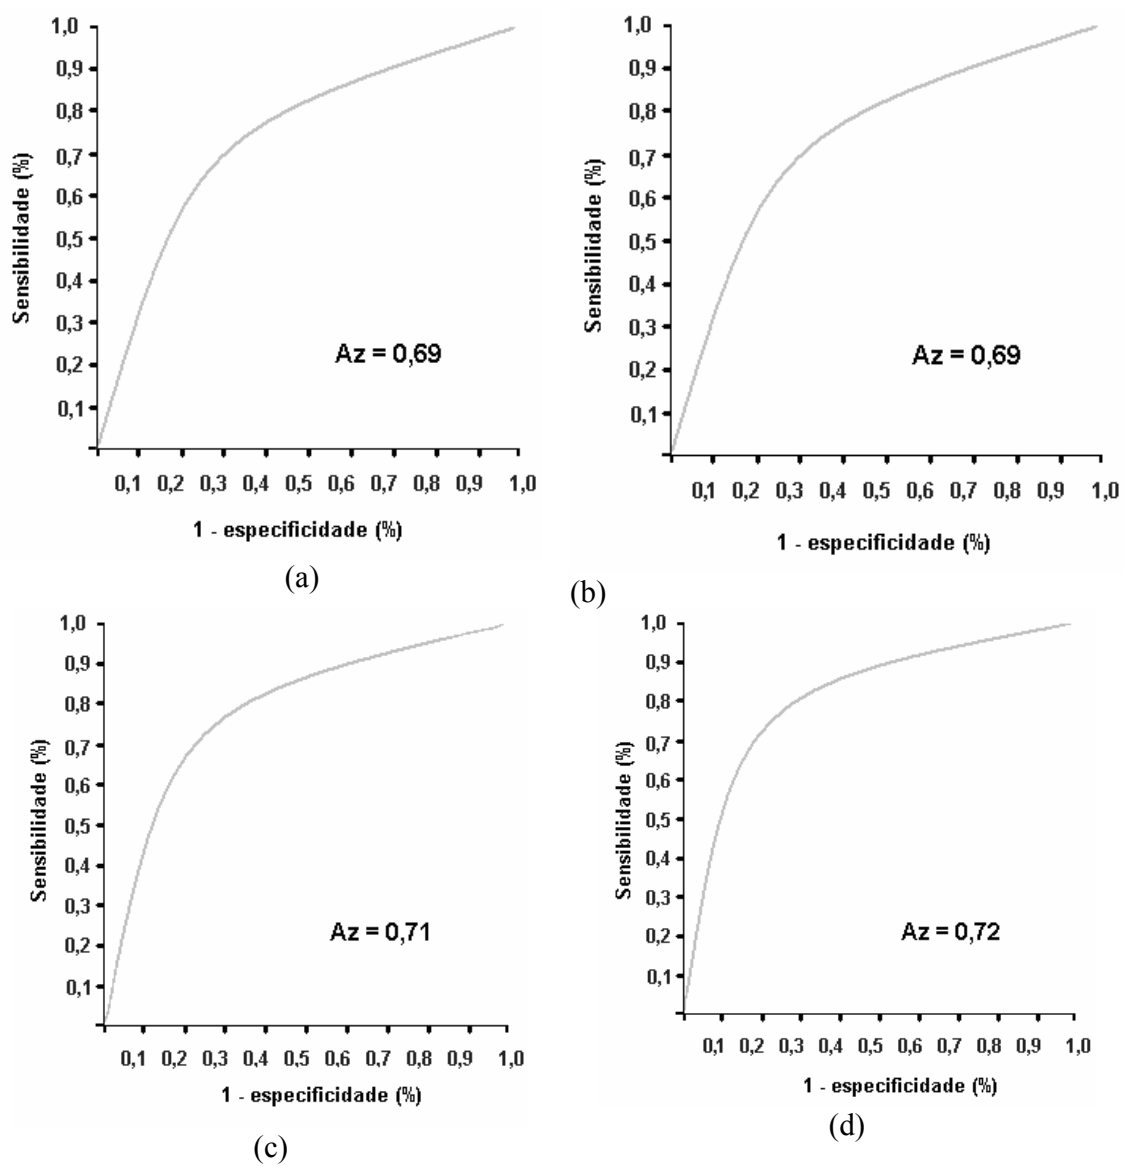 1,0
0,9
0,8
0,7
0,6
0,5
0,4
0,3
0,2
0,1
Sensibilidade (%)
Az = 0,69
0,1 0,2 0,3 0,4 0,5 0,6 0,7 0,8 0,9 1,0
1 - especificidade (%)
(a)
1,0
0,9
0,8
0,7
0,6
0,5
0,4
0,3
0,2
0,1
Sensibilidade (%)
Az = 0,69
0,1 0,2 0,3 0,4 0,5 0,6 0,7 0,8 0,9 1,0
1 - especificidade (%)
(b)
1,0
0,9
0,8
0,7
0,6
0,5
0,4
0,3
0,2
0,1
Sensibilidade (%)
Az = 0,71
0,1 0,2 0,3 0,4 0,5 0,6 0,7 0,8 0,9 1,0
1 - especificidade (%)
(c)
1,0
0,9
0,8
0,7
0,6
0,5
0,4
0,3
0,2
0,1
Sensibilidade (%)
Az = 0,72
0,1 0,2 0,3 0,4 0,5 0,6 0,7 0,8 0,9 1,0
1 - especificidade (%)
(d)